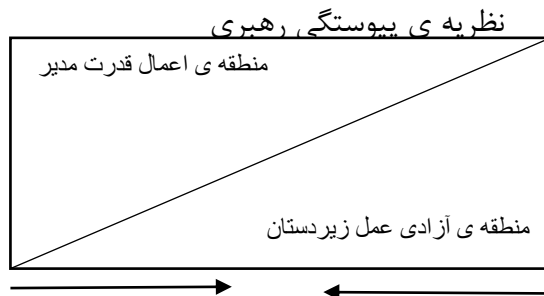 نظریه ی پیوستگی رهبری
منطقه ی اعمال قدرت مدیر
منطقه ی آزادی عمل زیردستان